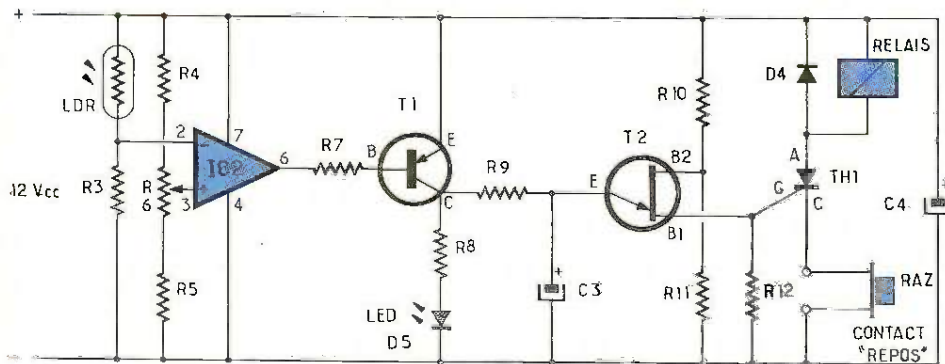 +
LDR
R4
R3
12 Vcc
R
6
R5
2
7
IC2
3
4
6
R7
T1
B
E
C
R8
LED
D5
R9
C3
+
T2
E
B2
B1
R10
R11
R12
D4
RELAIS
A
G
C
TH1
C4
+
RAZ
CONTACT
"REPOS"